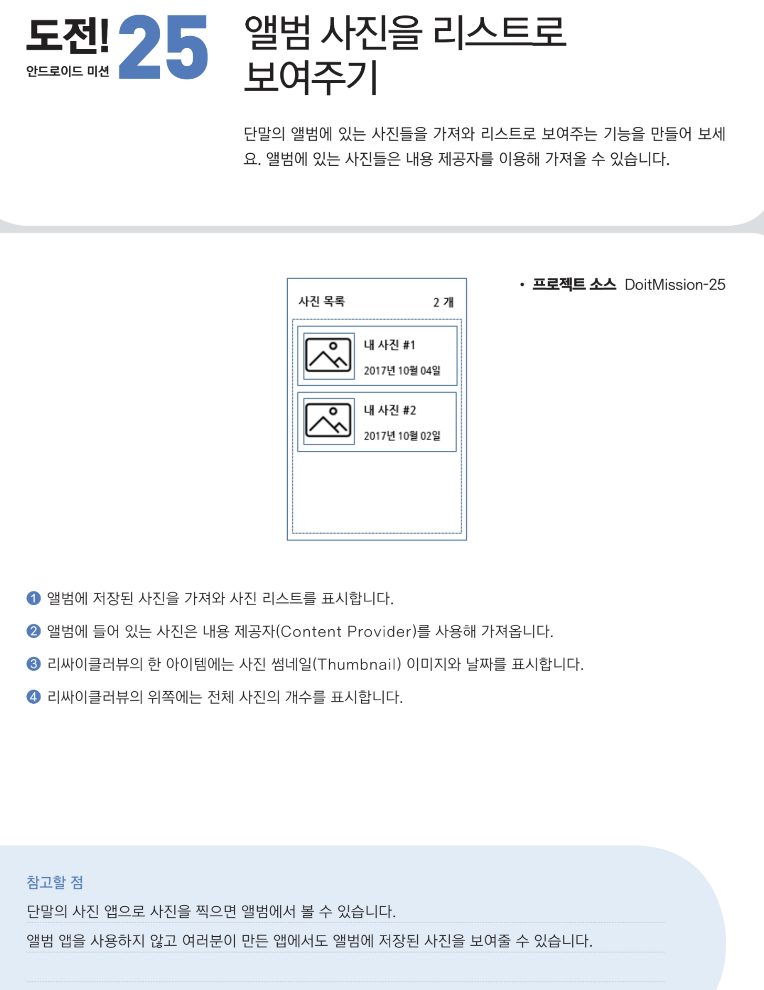 도전! 25
안드로이드 미션
앨범 사진을 리스트로
보여주기
단말의 앨범에 있는 사진들을 가져와 리스트로 보여주는 기능을 만들어 보세
요. 앨범에 있는 사진들은 내용 제공자를 이용해 가져올 수 있습니다.
• 프로젝트 소스 DoitMission-25
사진 목록 2 개
내 사진 #1
2017년 10월 04일
내 사진 #2
2017년 10월 02일
❶ 앨범에 저장된 사진을 가져와 사진 리스트를 표시합니다.
❷ 앨범에 들어 있는 사진은 내용 제공자(Content Provider)를 사용해 가져옵니다.
❸ 리싸이클러뷰의 한 아이템에는 사진 썸네일(Thumbnail) 이미지와 날짜를 표시합니다.
❹ 리싸이클러뷰의 위쪽에는 전체 사진의 개수를 표시합니다.
참고할 점
단말의 사진 앱으로 사진을 찍으면 앨범에서 볼 수 있습니다.
앨범 앱을 사용하지 않고 여러분이 만든 앱에서도 앨범에 저장된 사진을 보여줄 수 있습니다.